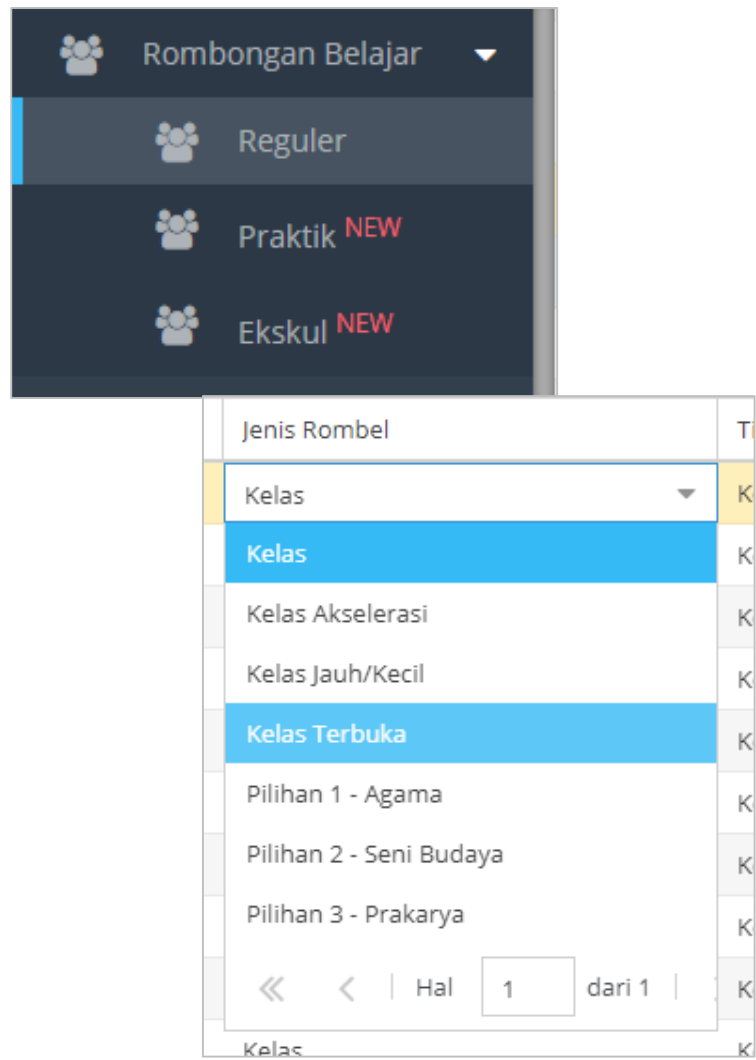 Rombongan Belajar
Reguler
Praktik NEW
Ekskul NEW
Jenis Rombel Ti
Kelas K
Kelas K
Kelas Akselerasi K
Kelas Jauh/Kecil K
Kelas Terbuka K
Pilihan 1 - Agama K
Pilihan 2 - Seni Budaya K
Pilihan 3 - Prakarya K
Hal 1 dari 1 K
Kelas K